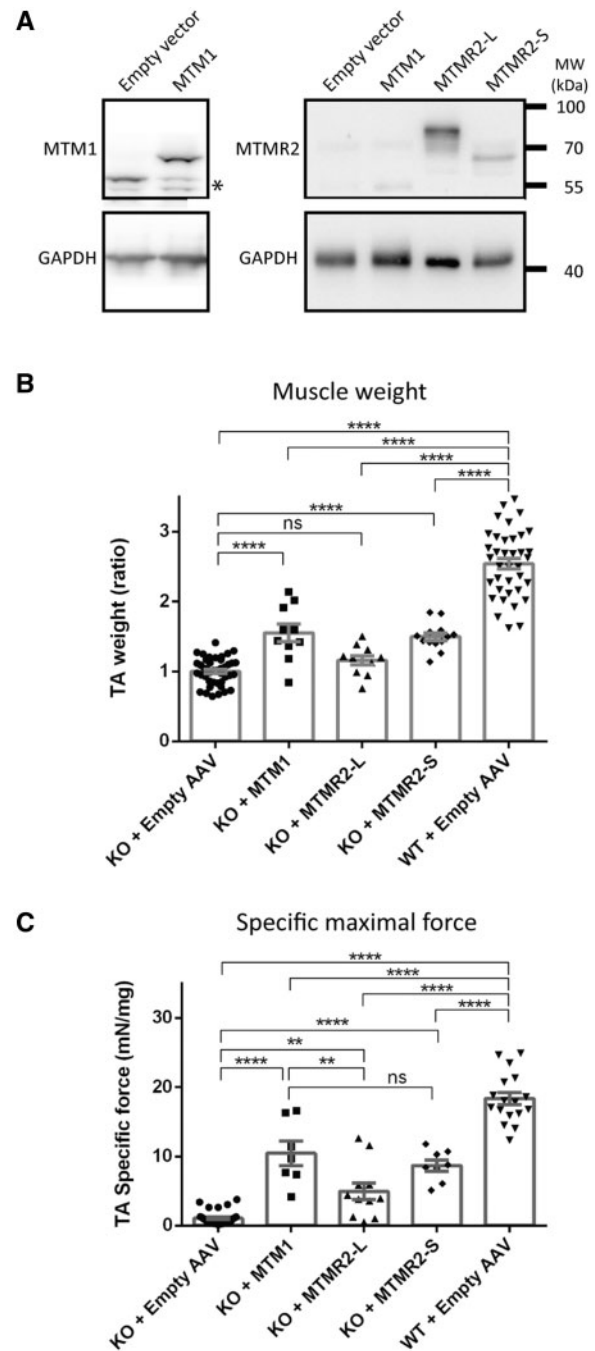 A
Empty vector
MTM1
Empty vector
MTM1
MTMR2-L
MTMR2-S
MW
(kDa)
MTM1
*
MTMR2
100
70
55
GAPDH
GAPDH
40
B
Muscle weight
****
****
****
****
****
ns
****
TA weight (ratio)
3
2
1
0
KO + Empty AAV
KO + MTM1
KO + MTMR2-L
KO + MTMR2-S
WT + Empty AAV
C
Specific maximal force
****
****
****
****
****
**
****
**
ns
TA Specific force (mN/mg)
30
20
10
0
KO + Empty AAV
KO + MTM1
KO + MTMR2-L
KO + MTMR2-S
WT + Empty AAV